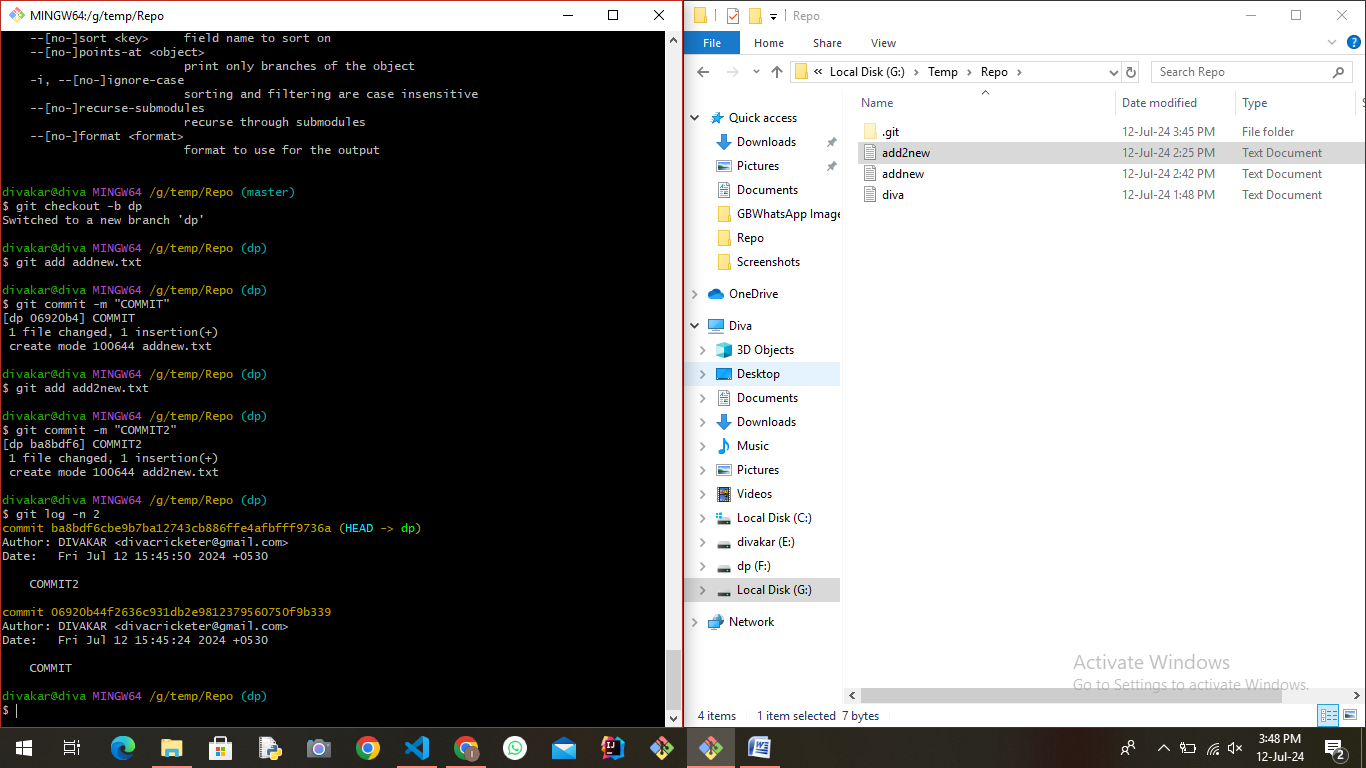 MINGW64:/g/temp/Repo
--[no-]sort <key>     field name to sort on
--[no-]points-at <object>
print only branches of the object
-i, --[no-]ignore-case
sorting and filtering are case insensitive
--[no-]recurse-submodules
recurse through submodules
--[no-]format <format>
format to use for the output
divakar@diva MINGW64 /g/temp/Repo (master)
$ git checkout -b dp
Switched to a new branch 'dp'
divakar@diva MINGW64 /g/temp/Repo (dp)
$ git add addnew.txt
divakar@diva MINGW64 /g/temp/Repo (dp)
$ git commit -m "COMMIT"
[dp 06920b4] COMMIT
1 file changed, 1 insertion(+)
create mode 100644 addnew.txt
divakar@diva MINGW64 /g/temp/Repo (dp)
$ git add add2new.txt
divakar@diva MINGW64 /g/temp/Repo (dp)
$ git commit -m "COMMIT2"
[dp ba8bdf6] COMMIT2
1 file changed, 1 insertion(+)
create mode 100644 add2new.txt
divakar@diva MINGW64 /g/temp/Repo (dp)
$ git log -n 2
commit ba8bdf6cbe9b7ba12743cb886ffe4afbfff9736a (HEAD -> dp)
Author: DIVAKAR <divacricketer@gmail.com>
Date:   Fri Jul 12 15:45:50 2024 +0530
COMMIT2
commit 06920b44f2636c931db2e9812379560750f9b339
Author: DIVAKAR <divacricketer@gmail.com>
Date:   Fri Jul 12 15:45:24 2024 +0530
COMMIT
divakar@diva MINGW64 /g/temp/Repo (dp)
$
Repo
File Home Share View
« Local Disk (G:) > Temp > Repo >
Search Repo
Quick access
Downloads
Pictures
Documents
GBWhatsApp Image
Repo
Screenshots
OneDrive
Diva
3D Objects
Desktop
Documents
Downloads
Music
Pictures
Videos
Local Disk (C:)
divakar (E:)
dp (F:)
Local Disk (G:)
Network
Name Date modified Type S
.git 12-Jul-24 3:45 PM File folder
add2new 12-Jul-24 2:25 PM Text Document
addnew 12-Jul-24 2:42 PM Text Document
diva 12-Jul-24 1:48 PM Text Document
Activate Windows
Go to Settings to activate Windows.
4 items 1 item selected 7 bytes
3:48 PM
12-Jul-24
2